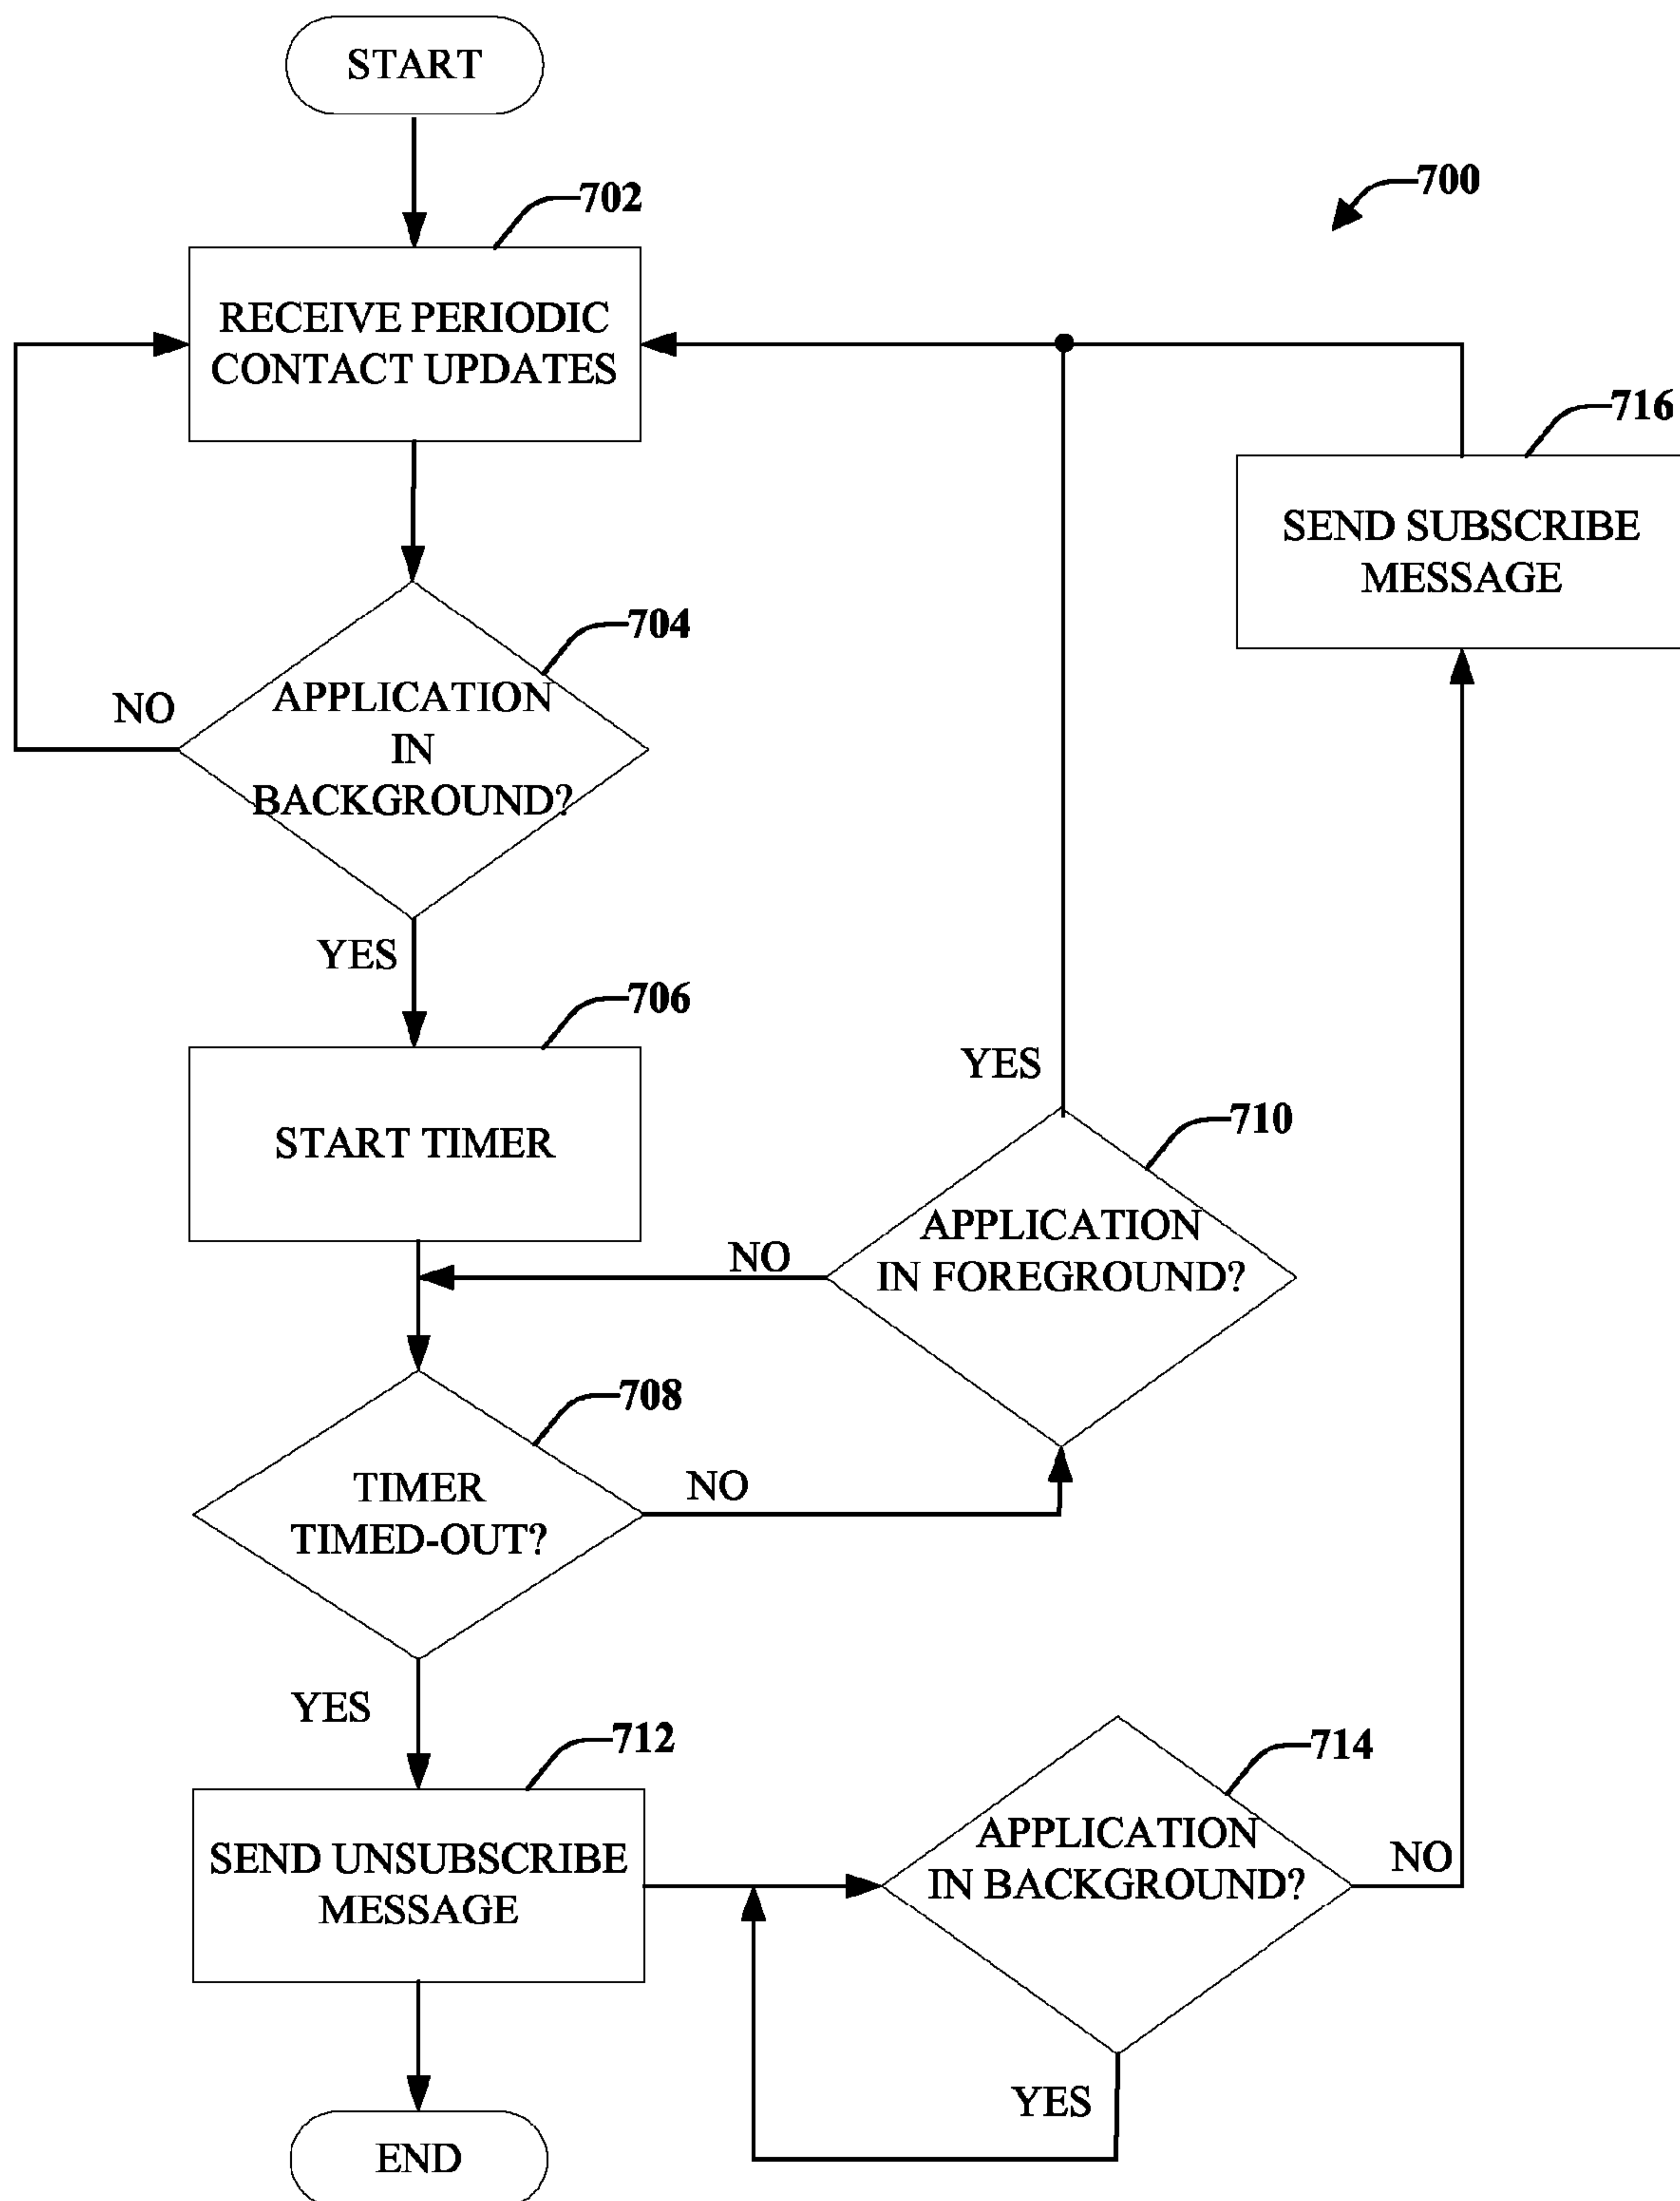 START
702
700
RECEIVE PERIODIC
CONTACT UPDATES
716
SEND SUBSCRIBE
MESSAGE
704
NO
APPLICATION
IN
BACKGROUND?
YES
706
START TIMER
YES
710
APPLICATION
IN FOREGROUND?
NO
708
TIMER
TIMED-OUT?
NO
YES
712
SEND UNSUBSCRIBE
MESSAGE
714
APPLICATION
IN BACKGROUND?
NO
YES
END